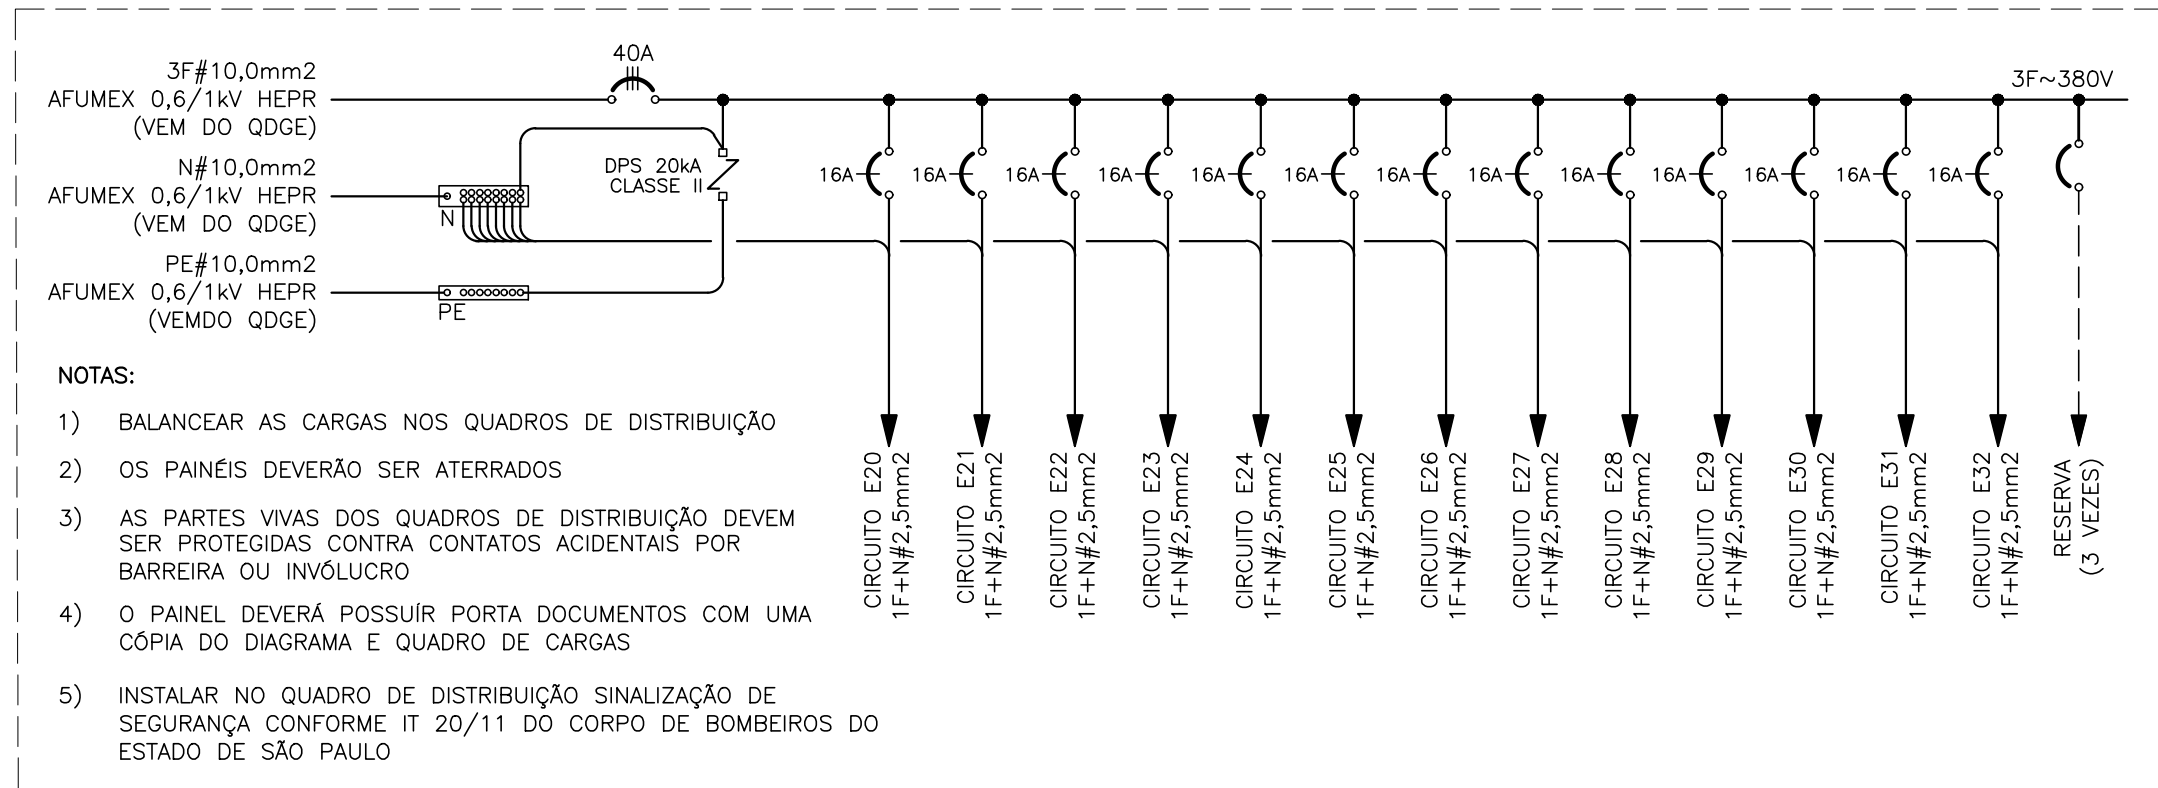 40A
3F#10,0mm2
AFUMEX 0,6/1kV HEPR
(VEM DO QDGE)
3F~380V
N#10,0mm2
AFUMEX 0,6/1kV HEPR
(VEM DO QDGE)
N
DPS 20kA
CLASSE II
16A
16A
16A
16A
16A
16A
16A
16A
16A
16A
16A
16A
16A
PE#10,0mm2
AFUMEX 0,6/1kV HEPR
(VEMDO QDGE)
PE
NOTAS:
1) BALANCEAR AS CARGAS NOS QUADROS DE DISTRIBUIÇÃO
2) OS PAINÉIS DEVERÃO SER ATERRADOS
3) AS PARTES VIVAS DOS QUADROS DE DISTRIBUIÇÃO DEVEM
SER PROTEGIDAS CONTRA CONTATOS ACIDENTAIS POR
BARREIRA OU INVÓLUCRO
4) O PAINEL DEVERÁ POSSUÍR PORTA DOCUMENTOS COM UMA
CÓPIA DO DIAGRAMA E QUADRO DE CARGAS
5) INSTALAR NO QUADRO DE DISTRIBUIÇÃO SINALIZAÇÃO DE
SEGURANÇA CONFORME IT 20/11 DO CORPO DE BOMBEIROS DO
ESTADO DE SÃO PAULO
CIRCUITO E20
1F+N#2,5mm2
CIRCUITO E21
1F+N#2,5mm2
CIRCUITO E22
1F+N#2,5mm2
CIRCUITO E23
1F+N#2,5mm2
CIRCUITO E24
1F+N#2,5mm2
CIRCUITO E25
1F+N#2,5mm2
CIRCUITO E26
1F+N#2,5mm2
CIRCUITO E27
1F+N#2,5mm2
CIRCUITO E28
1F+N#2,5mm2
CIRCUITO E29
1F+N#2,5mm2
CIRCUITO E30
1F+N#2,5mm2
CIRCUITO E31
1F+N#2,5mm2
CIRCUITO E32
1F+N#2,5mm2
RESERVA
(3 VEZES)